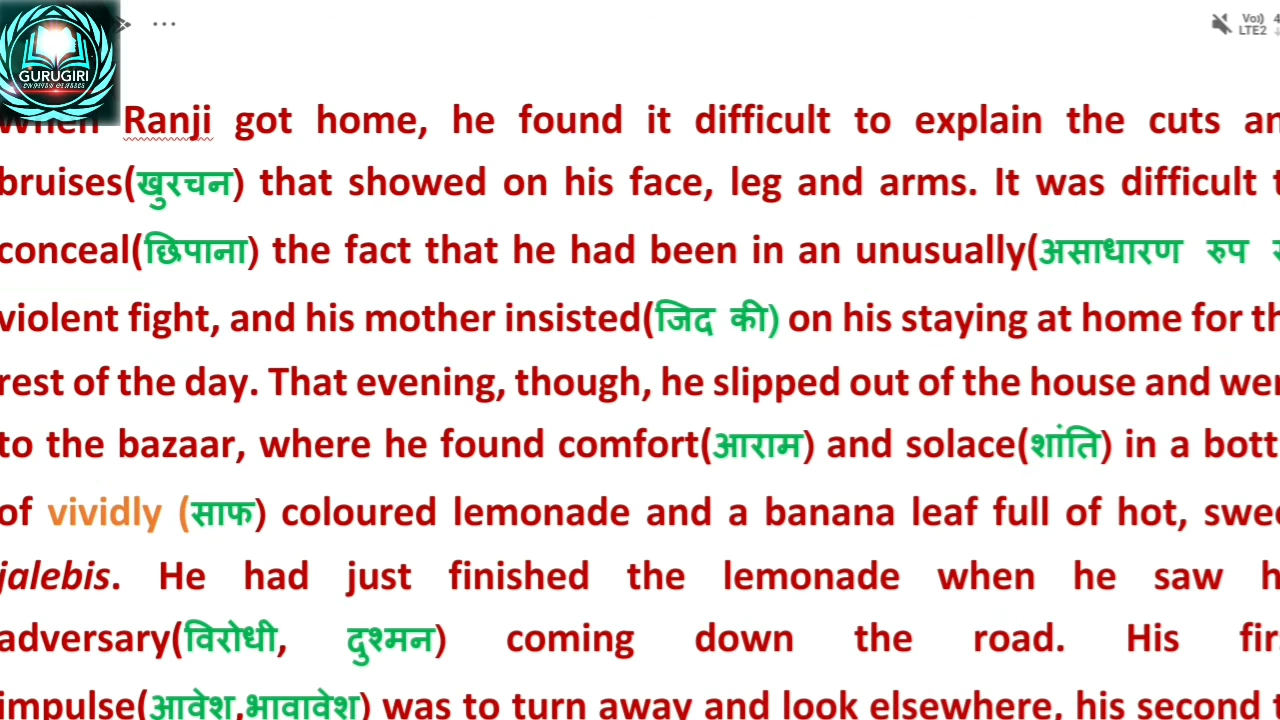 GURUGIRI
Vo)) 4
LTE2
When Ranji got home, he found it difficult to explain the cuts an
bruises(खुरचन) that showed on his face, leg and arms. It was difficult t
conceal(छिपाना) the fact that he had been in an unusually(असाधारण रुप स
violent fight, and his mother insisted(जिद की) on his staying at home for th
rest of the day. That evening, though, he slipped out of the house and wen
to the bazaar, where he found comfort(आराम) and solace(शांति) in a bott
of vividly (साफ) coloured lemonade and a banana leaf full of hot, swee
jalebis. He had just finished the lemonade when he saw h
adversary(विरोधी, दुश्मन) coming down the road. His firs
impulse(आवेश,भावावेश) was to turn away and look elsewhere, his second t